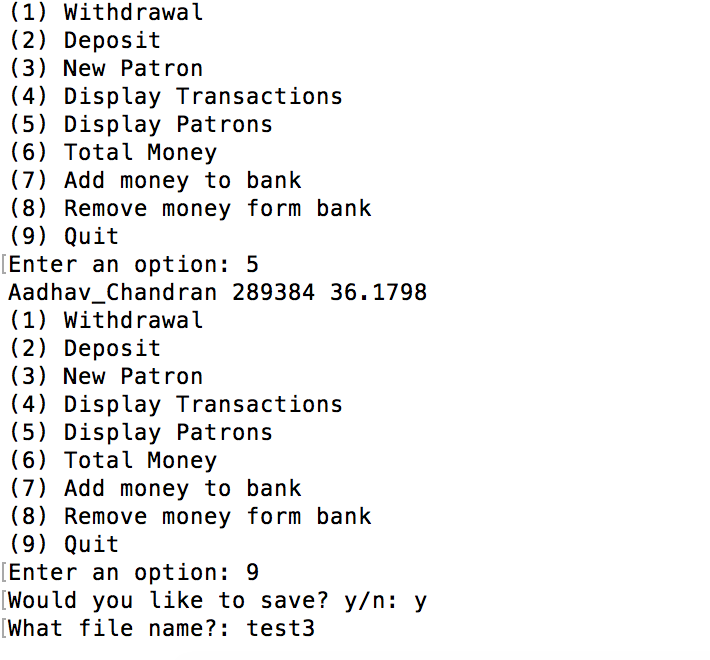 (1) Withdrawal
(2) Deposit
(3) New Patron
(4) Display Transactions
(5) Display Patrons
(6) Total Money
(7) Add money to bank
(8) Remove money form bank
(9) Quit
[Enter an option: 5
Aadhav_Chandran 289384 36.1798
(1) Withdrawal
(2) Deposit
(3) New Patron
(4) Display Transactions
(5) Display Patrons
(6) Total Money
(7) Add money to bank
(8) Remove money form bank
(9) Quit
[Enter an option: 9
[Would you like to save? y/n: y
[What file name?: test3